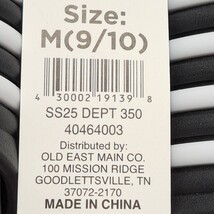 Size:
M(9/10)
4 30002 19139 8
SS25 DEPT 350
40464003
DISTRIBUTED BY:
OLD EAST MAIN CO.
100 MISSION RIDGE
GOODLETTSVILLE, TN
37072-2170
MADE IN CHINA